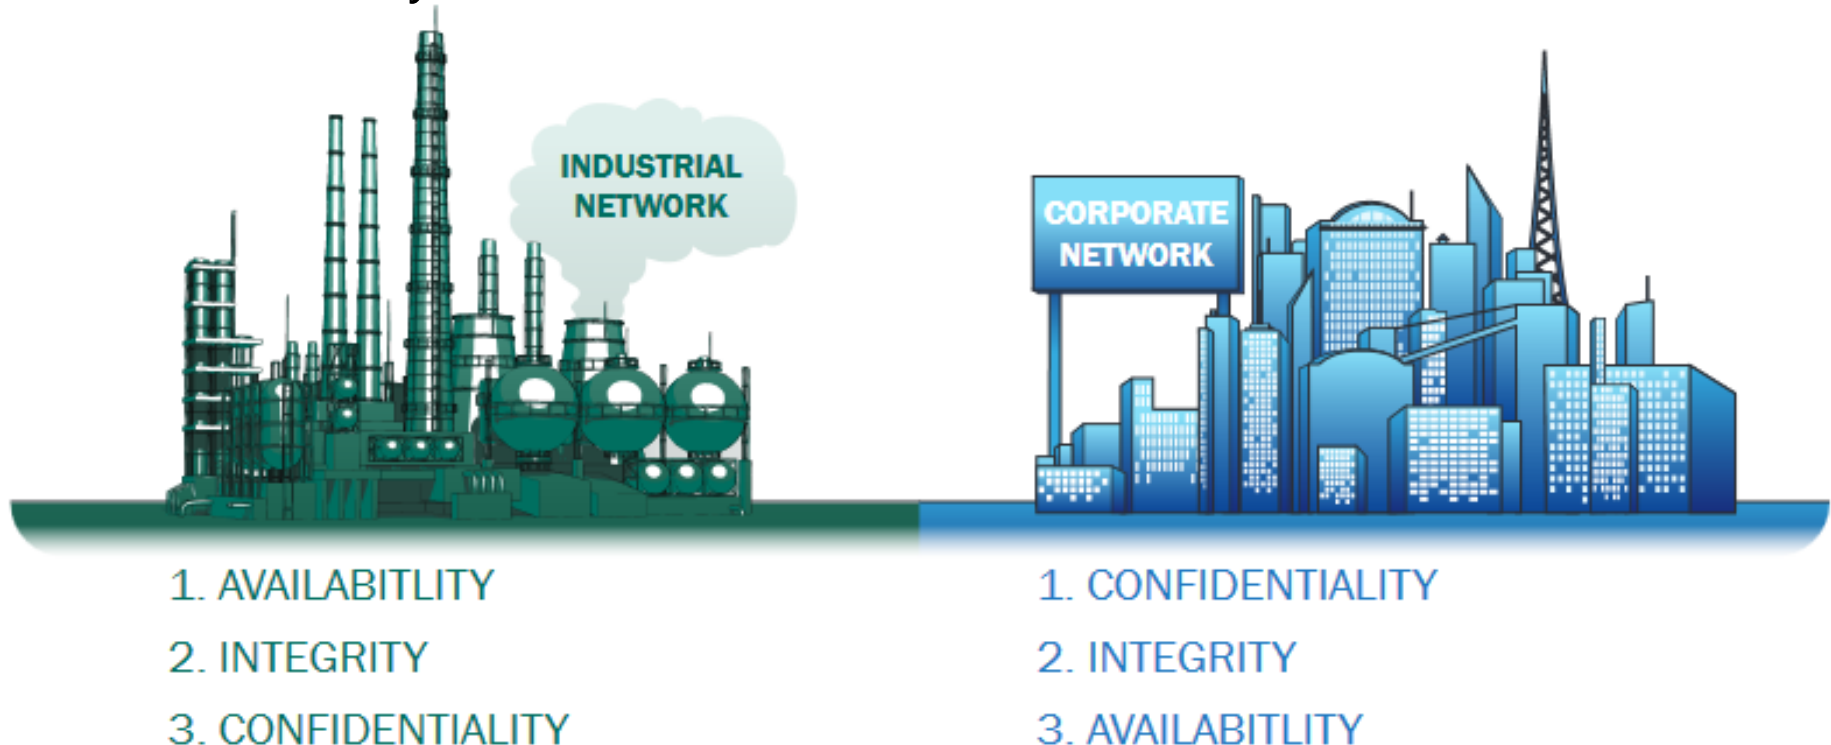 INDUSTRIAL
NETWORK
CORPORATE
NETWORK
1. AVAILABITLITY
2. INTEGRITY
3. CONFIDENTIALITY
1. CONFIDENTIALITY
2. INTEGRITY
3. AVAILABITLITY